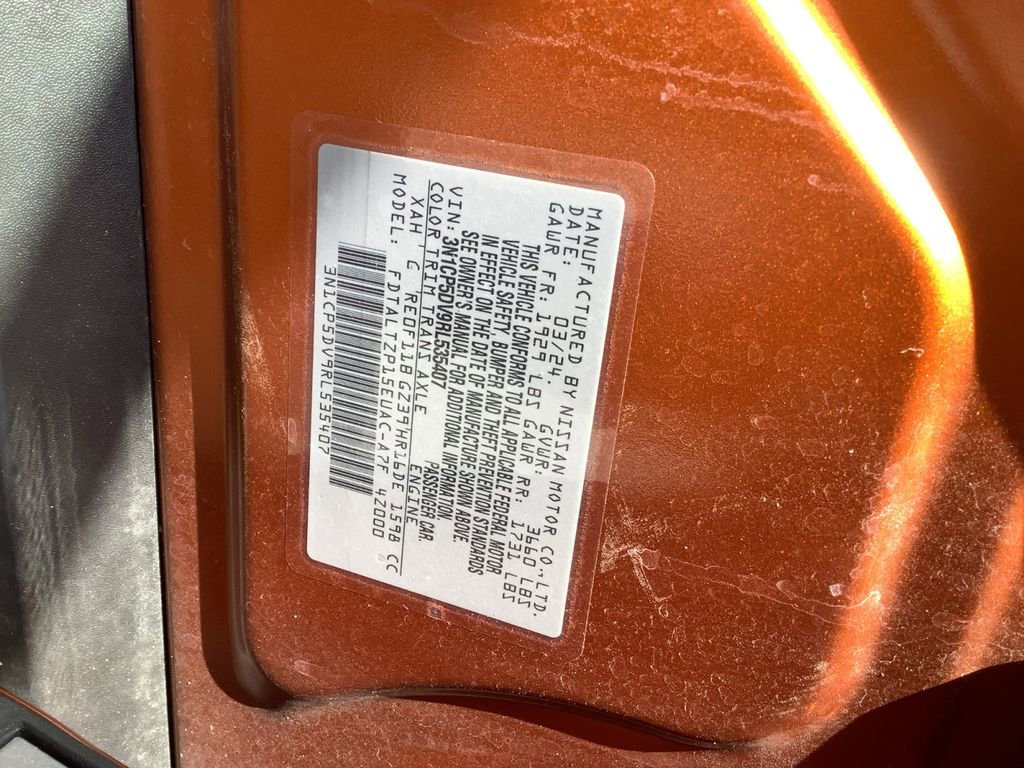 MANUFACTURED BY NISSAN MOTOR CO., LTD.
DATE: 03/24. GVWR: 3660 LBS
GAWR FR: 1929 LBS GAWR RR: 1731 LBS
THIS VEHICLE CONFORMS TO ALL APPLICABLE FEDERAL MOTOR
VEHICLE SAFETY, BUMPER AND THEFT PREVENTION STANDARDS
IN EFFECT ON THE DATE OF MANUFACTURE SHOWN ABOVE.
SEE OWNER'S MANUAL FOR ADDITIONAL INFORMATION.
VIN: 3N1CP5DV9RL535407 PASSENGER CAR.
COLOR TRIM TRANS AXLE ENGINE
XAH G RE0F11B GZ39 HR16DE 1598 CC
MODEL: FDTALTZP15EUAC-A7F 42000
3N1CP5DV9RL535407